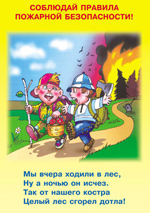 СОБЛЮДАЙ ПРАВИЛА
ПОЖАРНОЙ БЕЗОПАСНОСТИ!
Мы вчера ходили в лес,
Ну а ночью он исчез.
Так от нашего костра
Целый лес сгорел дотла!